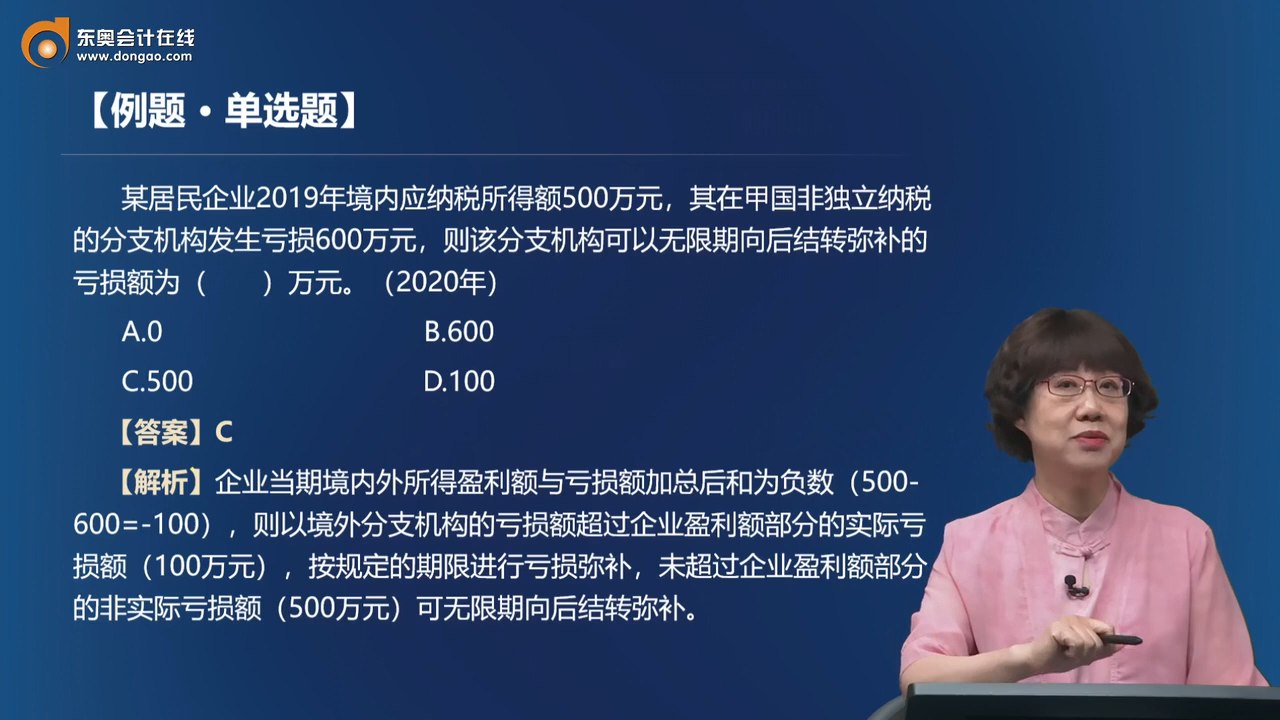 东奥会计在线
www.dongao.com
【例题·单选题】
某居民企业2019年境内应纳税所得额500万元，其在甲国非独立纳税
的分支机构发生亏损600万元，则该分支机构可以无限期向后结转弥补的
亏损额为（　　）万元。（2020年）
A.0 B.600
C.500 D.100
【答案】C
【解析】企业当期境内外所得盈利额与亏损额加总后和为负数（500-
600=-100），则以境外分支机构的亏损额超过企业盈利额部分的实际亏
损额（100万元），按规定的期限进行亏损弥补，未超过企业盈利额部分
的非实际亏损额（500万元）可无限期向后结转弥补。